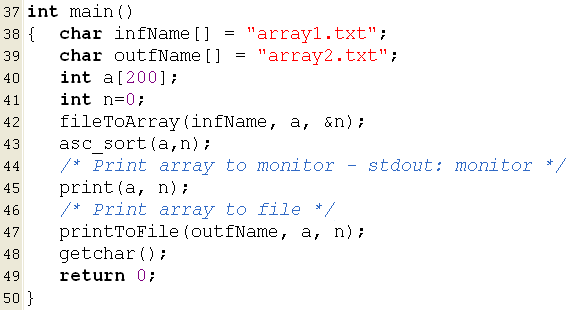 37 int main()
38 {  char infName[] = "array1.txt";
39    char outfName[] = "array2.txt";
40    int a[200];
41    int n=0;
42    fileToArray(infName, a, &n);
43    asc_sort(a,n);
44    /* Print array to monitor - stdout: monitor */
45    print(a, n);
46    /* Print array to file */
47    printToFile(outfName, a, n);
48    getchar();
49    return 0;
50 }